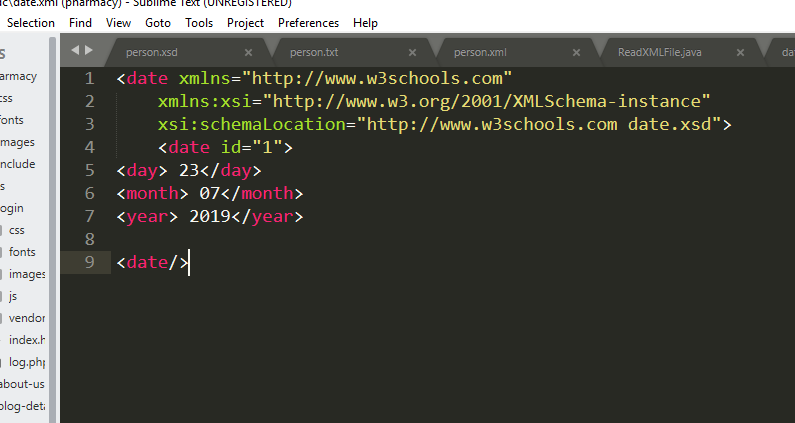 ic\date.xml (pharmacy) - Sublime Text (UNREGISTERED)
Selection Find View Goto Tools Project Preferences Help
person.xsd person.txt person.xml ReadXMLFile.java dat
s
armacy
css
fonts
mages
nclude
s
ogin
css
fonts
images
js
vendor
index.h
log.php
about-us
blog-deta
1 <date xmlns="http://www.w3schools.com"
2 xmlns:xsi="http://www.w3.org/2001/XMLSchema-instance"
3 xsi:schemaLocation="http://www.w3schools.com date.xsd">
4 <date id="1">
5 <day> 23</day>
6 <month> 07</month>
7 <year> 2019</year>
8
9 <date/>